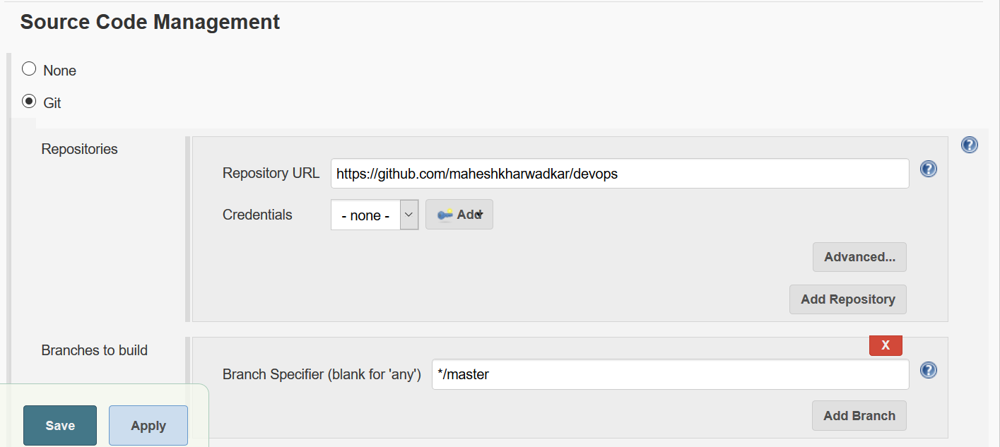 Source Code Management
None
Git
Repositories
Repository URL https://github.com/maheshkharwadkar/devops
Credentials - none - Add
Advanced...
Add Repository
Branches to build
X
Branch Specifier (blank for 'any') */master
Add Branch
Save Apply